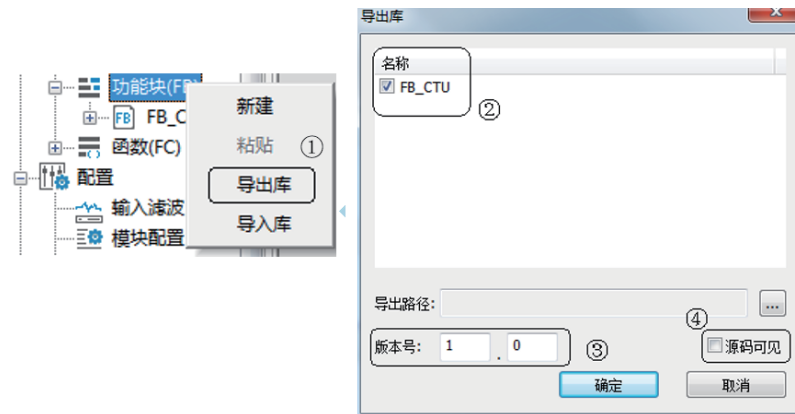 功能块(FB)
FB_C
函数(FC)
配置
输入滤波
模块配置
新建
粘贴 ①
导出库
导入库
导出库
名称
FB_CTU
②
导出路径:
...
④
版本号: 1 . 0 ③
源码可见
确定 取消